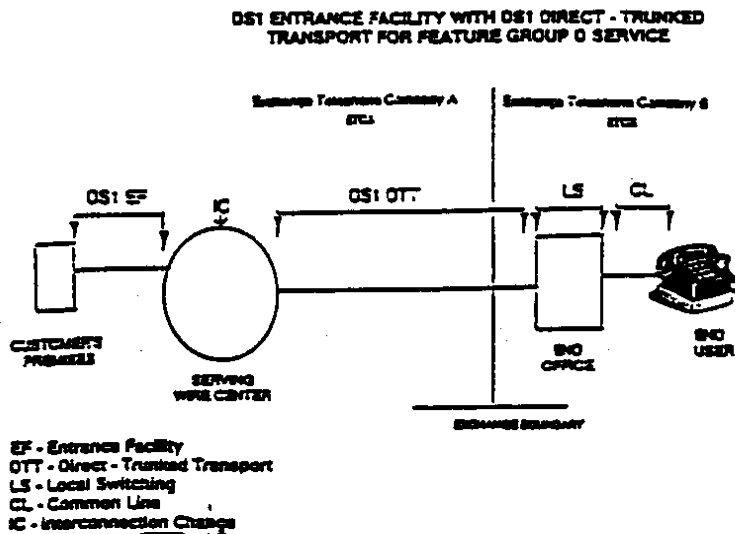 DS1 ENTRANCE FACILITY WITH DS1 DIRECT - TRUNKED
TRANSPORT FOR FEATURE GROUP D SERVICE
Exchange Telephone Company A
Exchange Telephone Company B
DS1 EF
IC
DS1 DTT
LS
CL
CUSTOMER'S
PREMISES
SERVING
WIRE CENTER
END
OFFICE
END
USER
EXCHANGE BOUNDARY
EF - Entrance Facility
DTT - Direct - Trunked Transport
LS - Local Switching
CL - Common Line
IC - Interconnection Charge